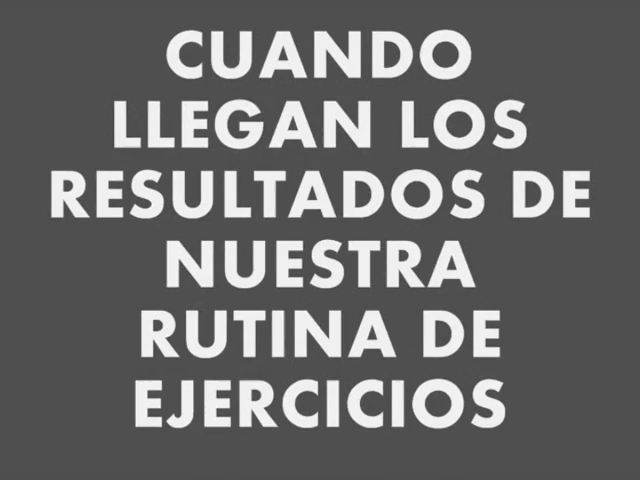 CUANDO
LLEGAN LOS
RESULTADOS DE
NUESTRA
RUTINA DE
EJERCICIOS